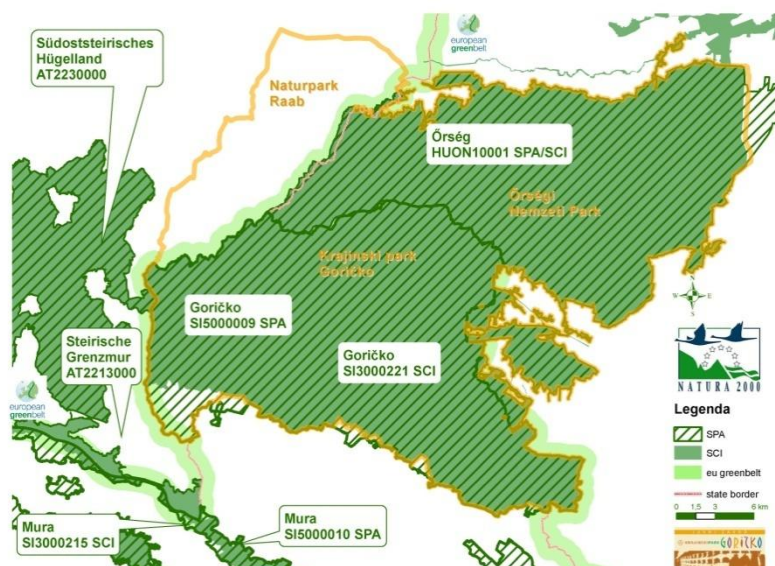 Südoststeirisches
Hügelland
AT2230000
european
greenbelt
Naturpark
Raab
Őrség
HUON10001 SPA/SCI
Őrségi
Nemzeti Park
Krajinski park
Goričko
Goričko
SI5000009 SPA
Goričko
SI3000221 SCI
Steirische
Grenzmur
AT2213000
european
greenbelt
Mura
SI3000215 SCI
Mura
SI5000010 SPA
N
W E
S
NATURA 2000
Legenda
SPA
SCI
eu greenbelt
state border
0 1,5 3 6 km
GORIČKO